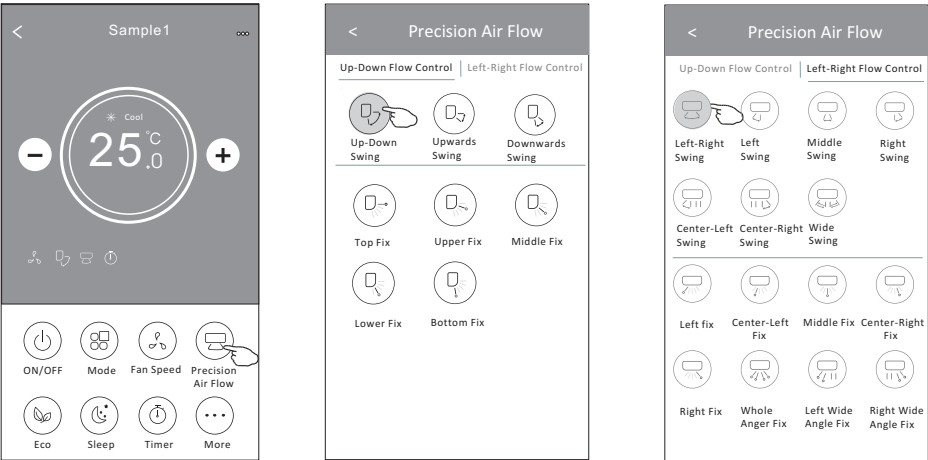 <
Sample1
Cool
25.0 °C
−
+
ON/OFF
Mode
Fan Speed
Precision
Air Flow
Eco
Sleep
Timer
More
<
Precision Air Flow
Up-Down Flow Control
Left-Right Flow Control
Up-Down
Swing
Upwards
Swing
Downwards
Swing
Top Fix
Upper Fix
Middle Fix
Lower Fix
Bottom Fix
<
Precision Air Flow
Up-Down Flow Control
Left-Right Flow Control
Left-Right
Swing
Left
Swing
Middle
Swing
Right
Swing
Center-Left
Swing
Center-Right
Swing
Wide
Swing
Left fix
Center-Left
Fix
Middle Fix
Center-Right
Fix
Right Fix
Whole
Anger Fix
Left Wide
Angle Fix
Right Wide
Angle Fix